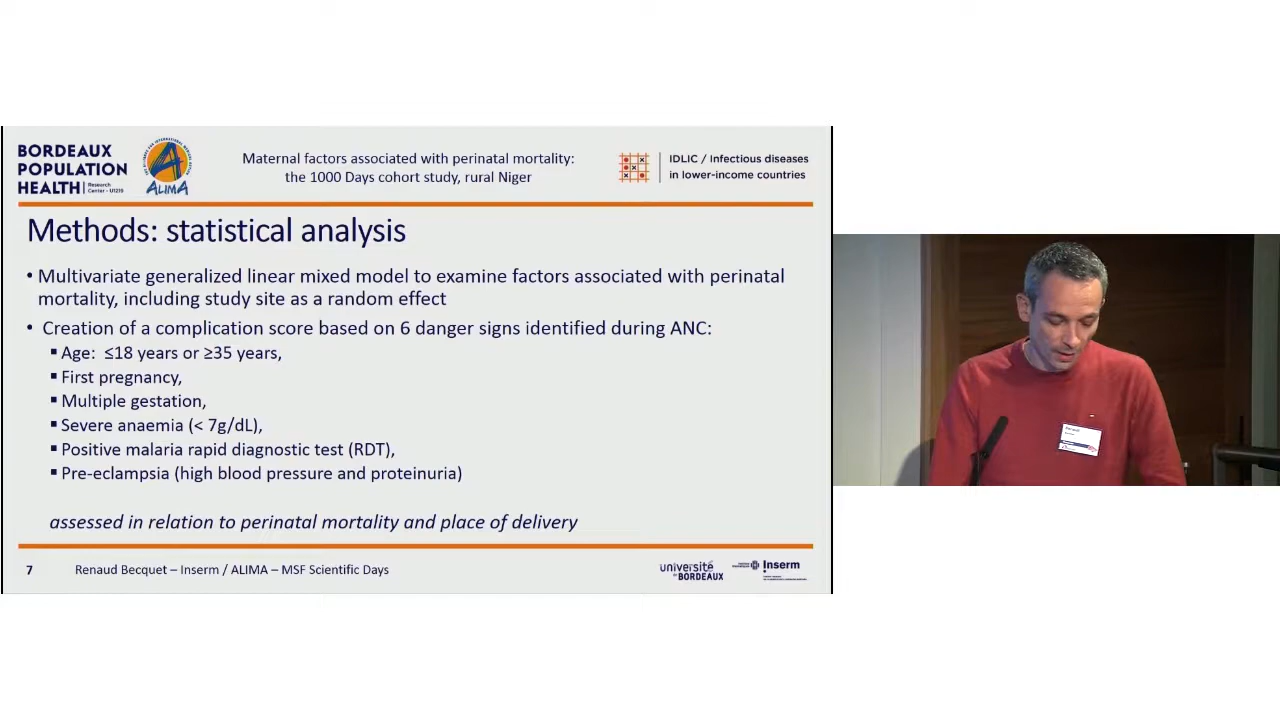 BORDEAUX
POPULATION
HEALTH
Research
Center - U1219
ALIMA
Maternal factors associated with perinatal mortality:
the 1000 Days cohort study, rural Niger
IDLIC / Infectious diseases
in lower-income countries
Methods: statistical analysis
• Multivariate generalized linear mixed model to examine factors associated with perinatal
mortality, including study site as a random effect
• Creation of a complication score based on 6 danger signs identified during ANC:
▪ Age: ≤18 years or ≥35 years,
▪ First pregnancy,
▪ Multiple gestation,
▪ Severe anaemia (< 7g/dL),
▪ Positive malaria rapid diagnostic test (RDT),
▪ Pre-eclampsia (high blood pressure and proteinuria)
assessed in relation to perinatal mortality and place of delivery
7 Renaud Becquet – Inserm / ALIMA – MSF Scientific Days
université
de BORDEAUX
Inserm